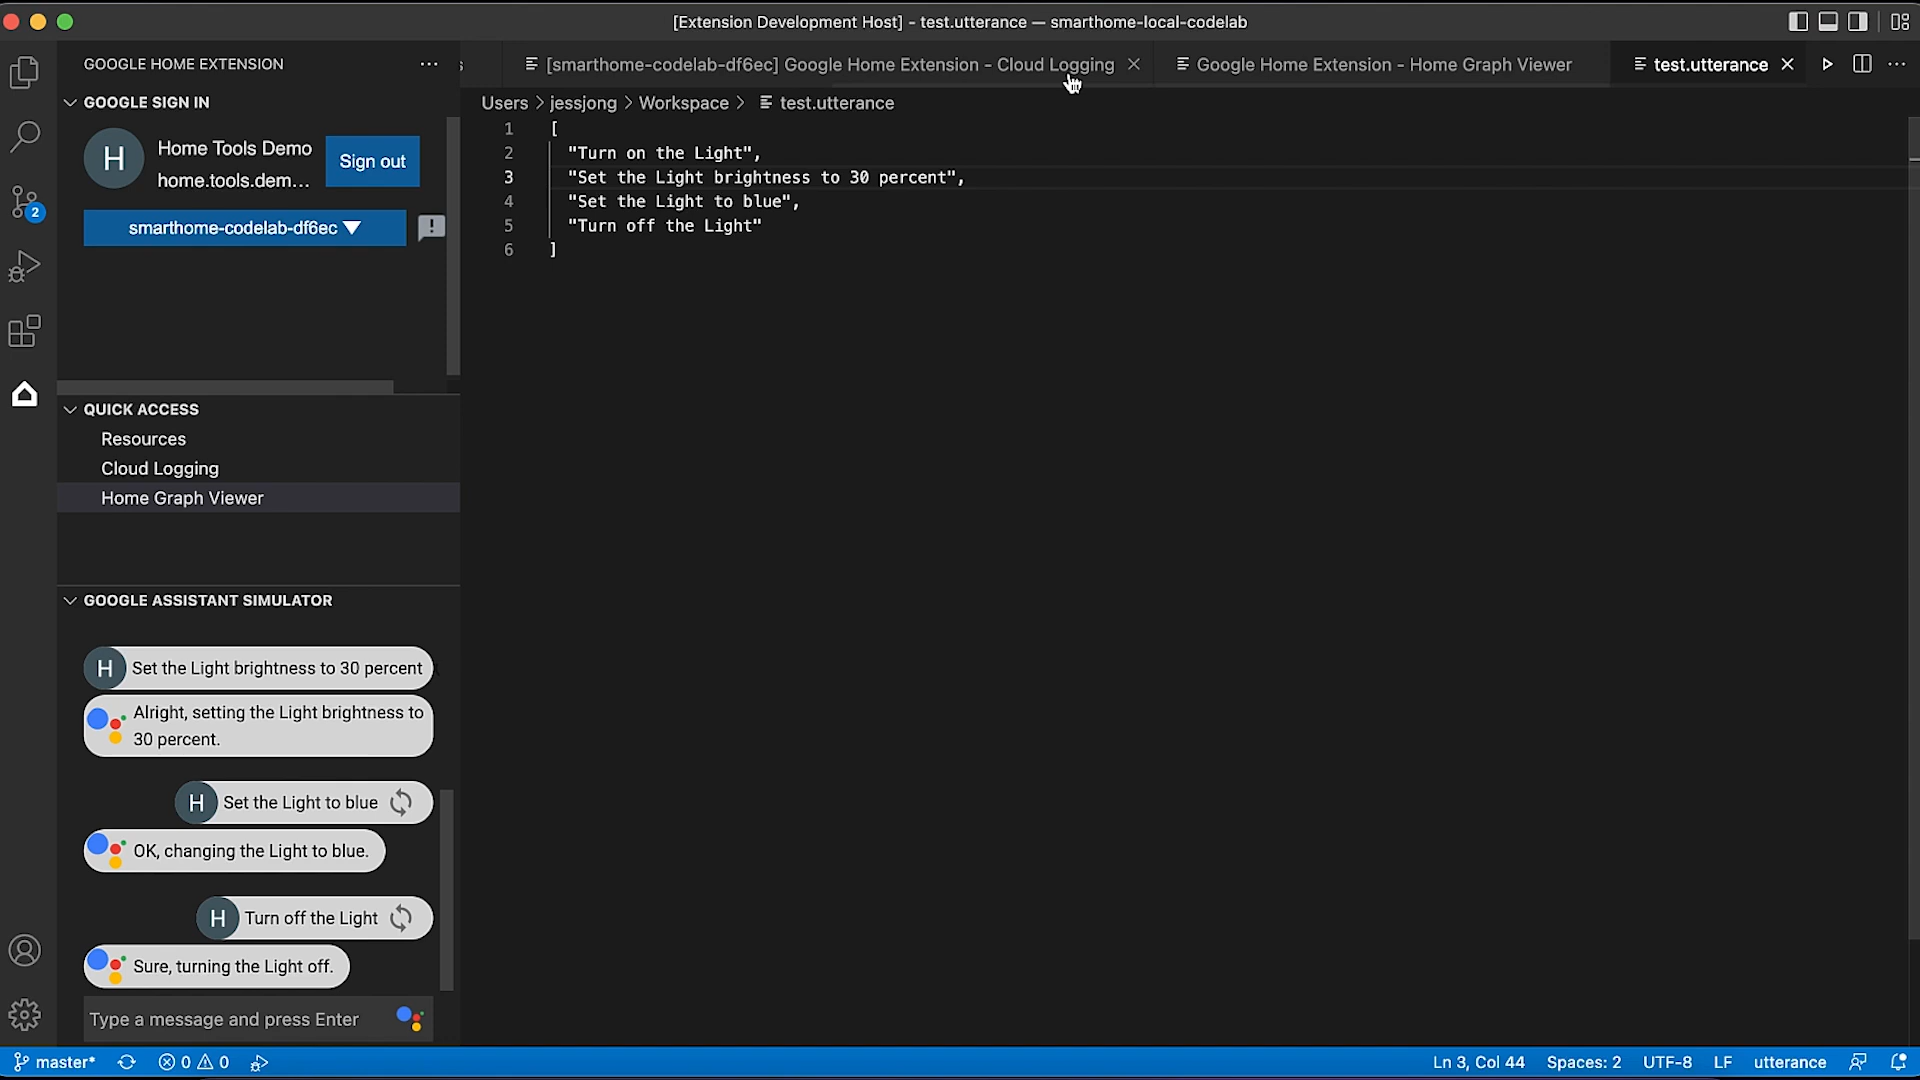 [Extension Development Host] - test.utterance — smarthome-local-codelab
GOOGLE HOME EXTENSION
s
[smarthome-codelab-df6ec] Google Home Extension - Cloud Logging
Google Home Extension - Home Graph Viewer
test.utterance
Users > jessjong > Workspace > test.utterance
GOOGLE SIGN IN
H
Home Tools Demo
home.tools.dem...
Sign out
smarthome-codelab-df6ec
2
1 [
2 "Turn on the Light",
3 "Set the Light brightness to 30 percent",
4 "Set the Light to blue",
5 "Turn off the Light"
6 ]
QUICK ACCESS
Resources
Cloud Logging
Home Graph Viewer
GOOGLE ASSISTANT SIMULATOR
H Set the Light brightness to 30 percent
Alright, setting the Light brightness to
30 percent.
H Set the Light to blue
OK, changing the Light to blue.
H Turn off the Light
Sure, turning the Light off.
Type a message and press Enter
master* 0 0 Ln 3, Col 44 Spaces: 2 UTF-8 LF utterance